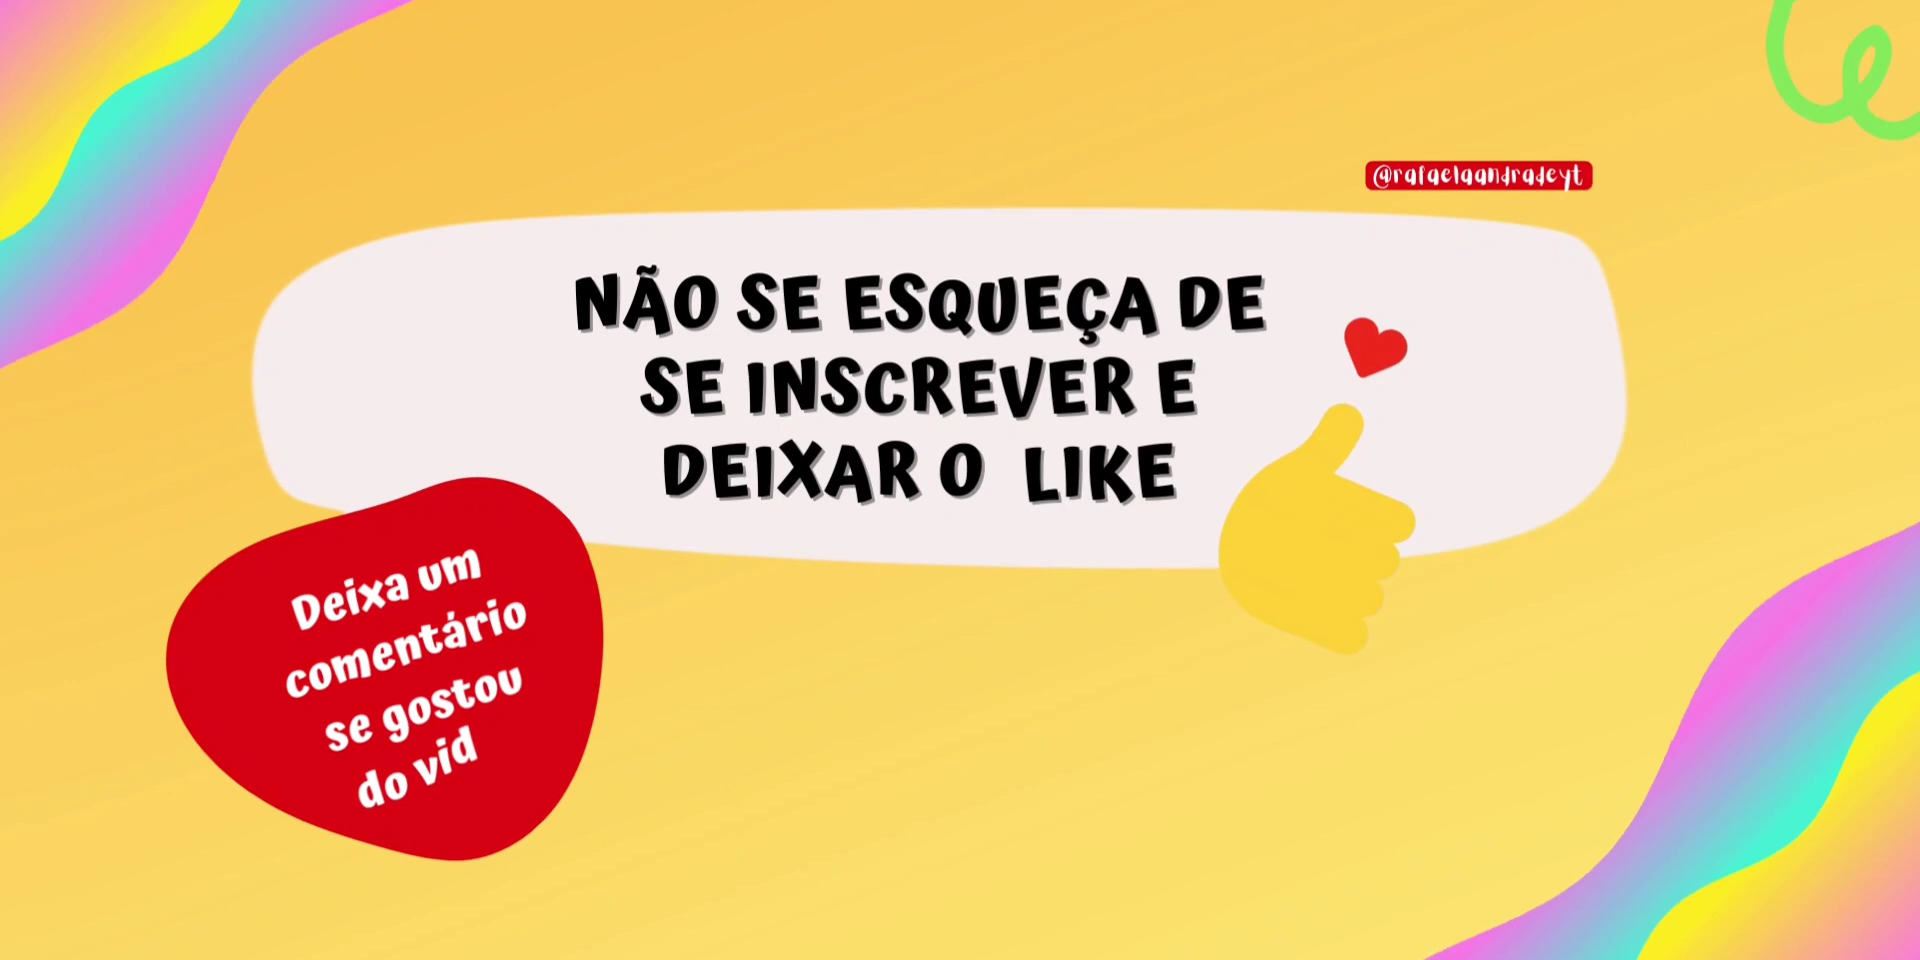 @rafaelaandradeyt
NÃO SE ESQUEÇA DE
SE INSCREVER E
DEIXAR O LIKE
Deixa um
comentário
se gostou
do vid